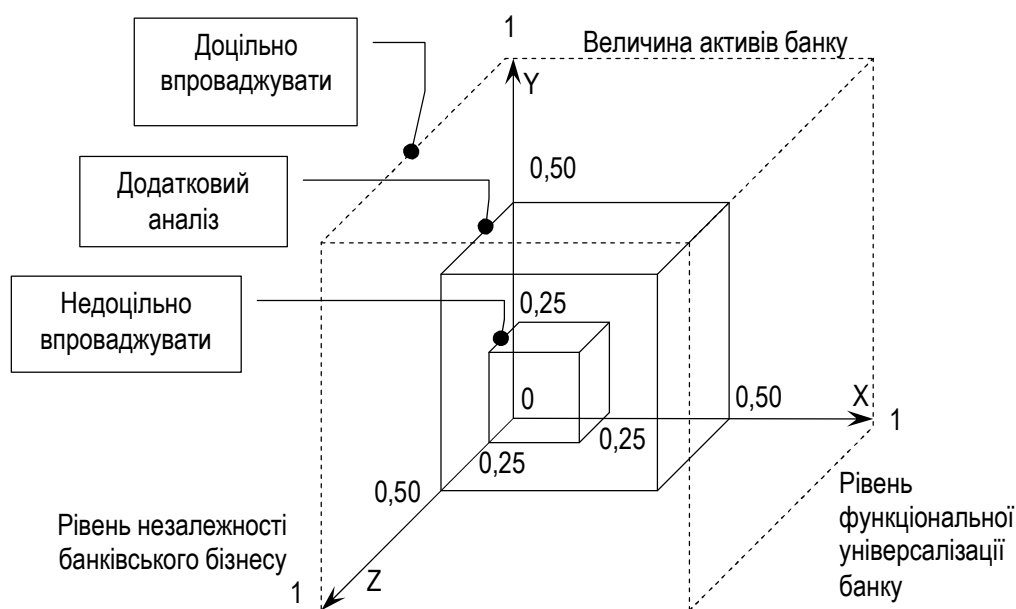 Доцільно
впроваджувати
1
Величина активів банку
Y
Додатковий
аналіз
0,50
Недоцільно
впроваджувати
0,25
0
0,50
X
1
0,25
0,25
0,50
Рівень незалежності
банківського бізнесу
1
Z
Рівень
функціональної
універсалізації
банку